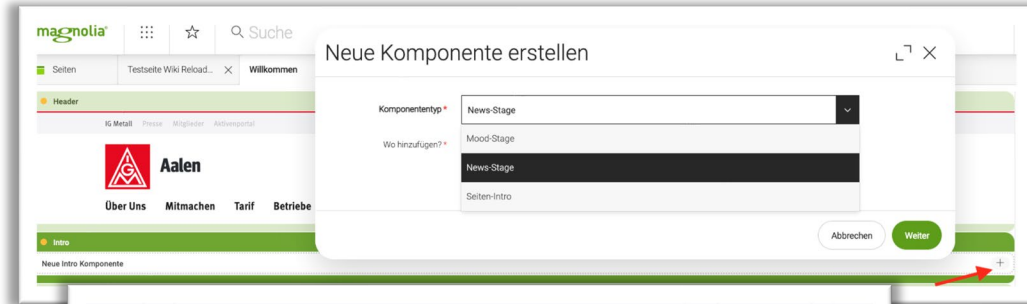 magnolia
Suche
Seiten
Testseite Wiki Reload...
Willkommen
Neue Komponente erstellen
Komponententyp *
News-Stage
Wo hinzufügen? *
Mood-Stage
News-Stage
Seiten-Intro
Abbrechen
Weiter
Header
IG Metall Presse Mitglieder Aktivenportal
IG M
Aalen
Über Uns Mitmachen Tarif Betriebe
Intro
Neue Intro Komponente